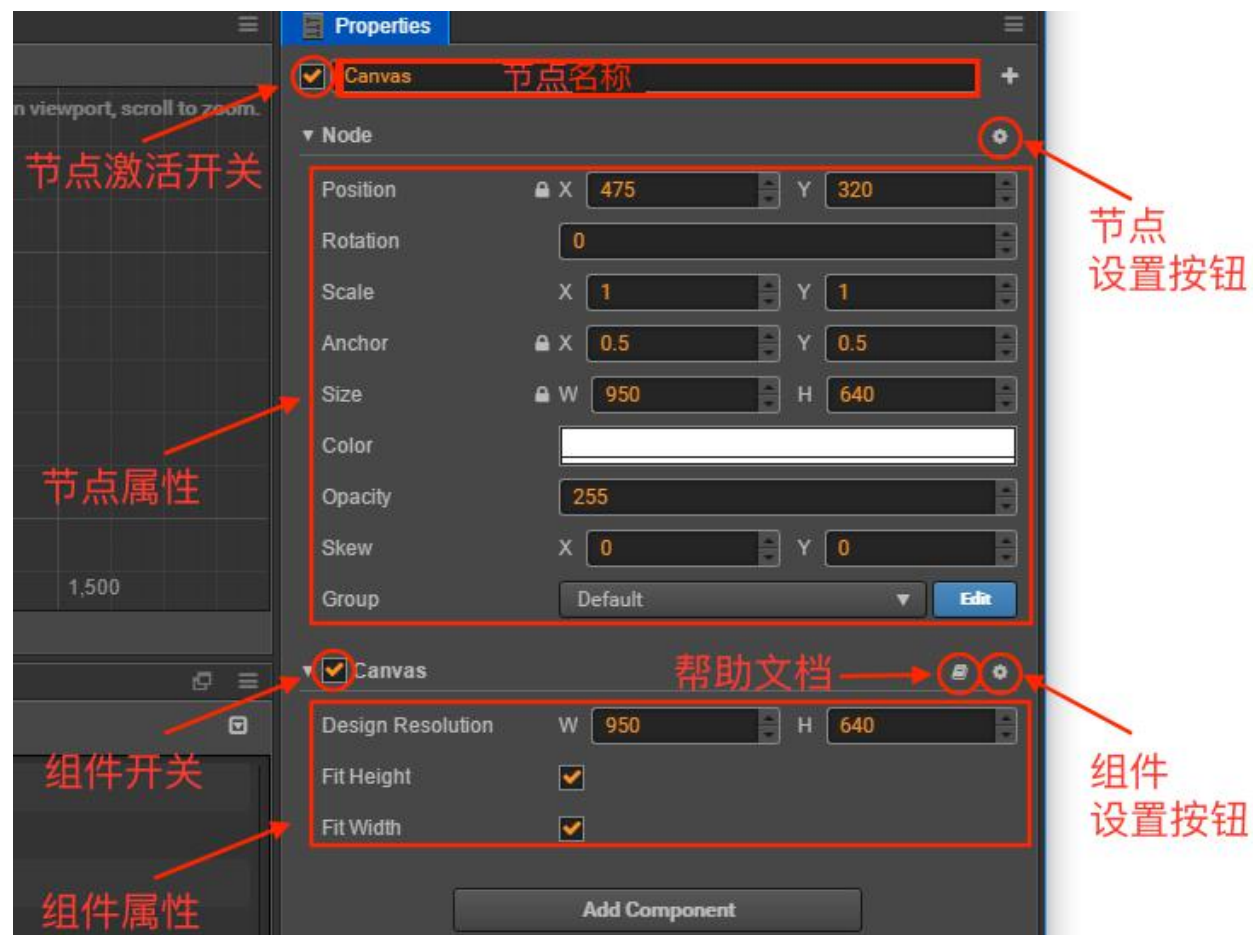 Properties
Canvas 节点名称
n viewport, scroll to zoom.
节点激活开关
Node
Position X 475 Y 320
节点
设置按钮
Rotation 0
Scale X 1 Y 1
Anchor X 0.5 Y 0.5
Size W 950 H 640
Color
节点属性
Opacity 255
Skew X 0 Y 0
1,500
Group Default Edit
Canvas 帮助文档
Design Resolution W 950 H 640
组件开关
Fit Height
组件
设置按钮
Fit Width
组件属性
Add Component